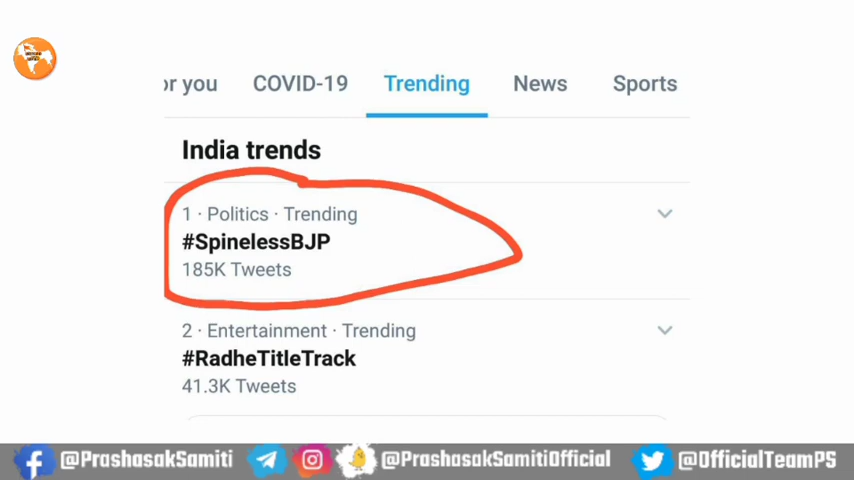 or you COVID-19 Trending News Sports
India trends
1 · Politics · Trending
#SpinelessBJP
185K Tweets
2 · Entertainment · Trending
#RadheTitleTrack
41.3K Tweets
@PrashasakSamiti @PrashasakSamitiOfficial @OfficialTeamPS